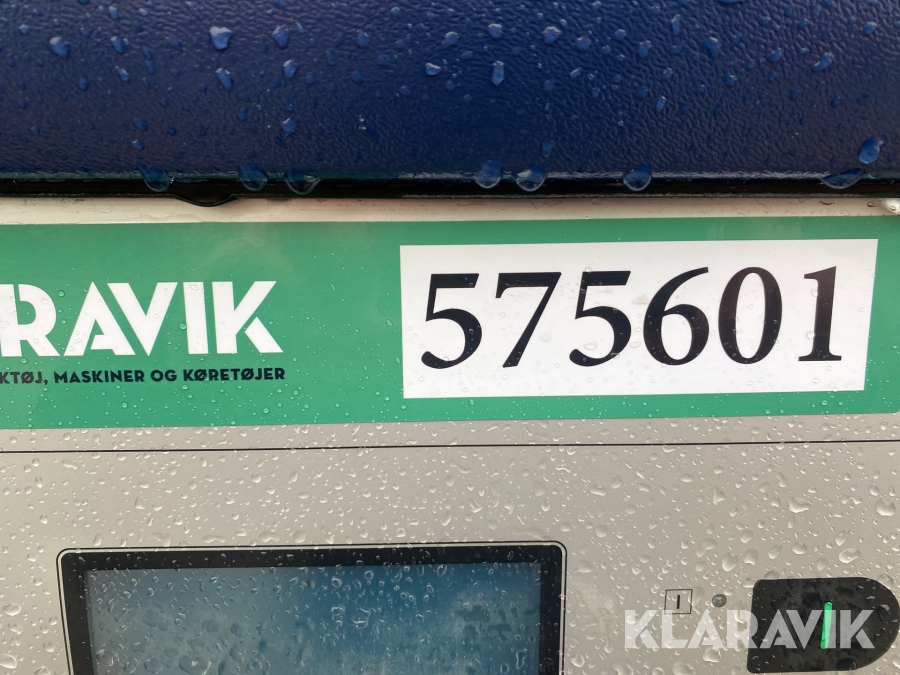 RAVIK
575601
KTØJ, MASKINER OG KØRETØJER
I
KLARAVIK